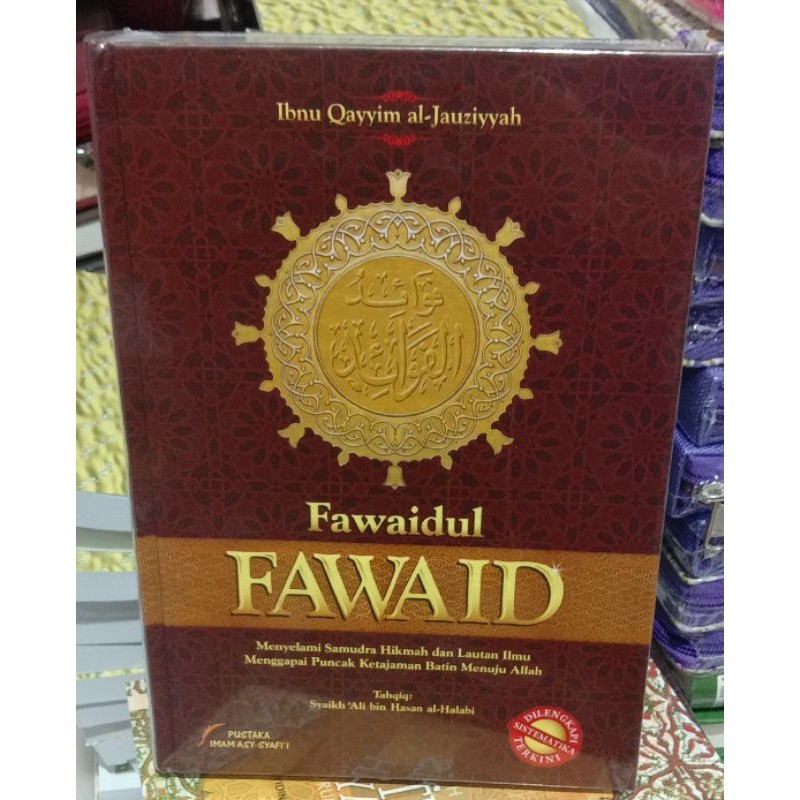 Ibnu Qayyim al-Jauziyyah
فوائد
الفوائد
Fawaidul
FAWAID
Menyelami Samudra Hikmah dan Lautan Ilmu
Menggapai Puncak Ketajaman Batin Menuju Allah
Tahqiq:
Syaikh 'Ali bin Hasan al-Halabi
PUSTAKA
IMAM ASY-SYAFI'I
DILENGKAPI
SISTEMATIKA
TERKINI